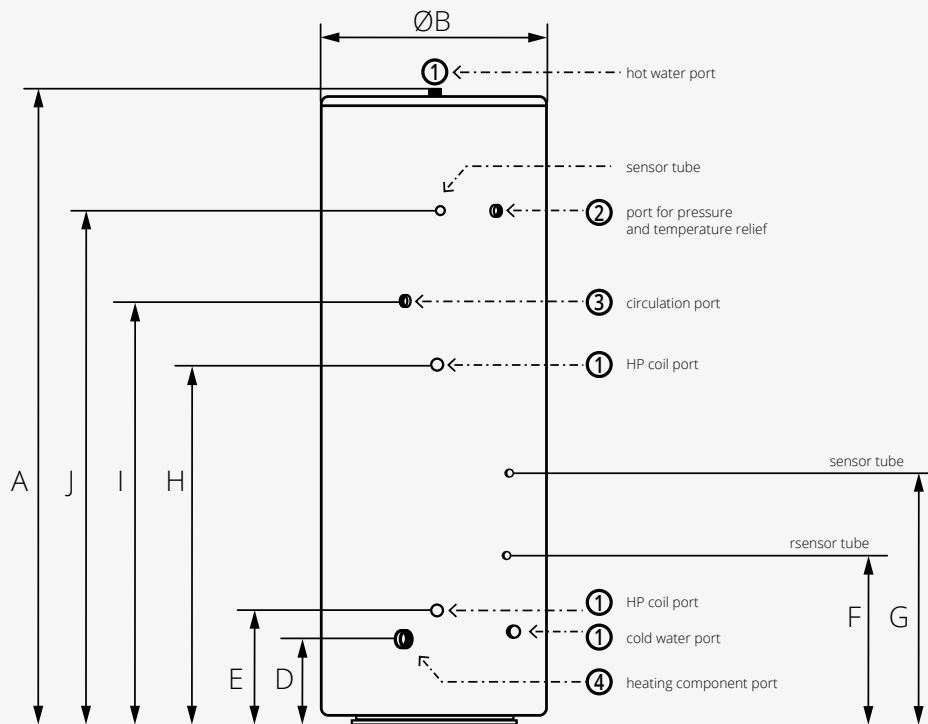 ØB
1 hot water port
sensor tube
2 port for pressure
and temperature relief
3 circulation port
1 HP coil port
A
J
I
H
sensor tube
rsensor tube
1 HP coil port
F
G
1 cold water port
E
D
4 heating component port